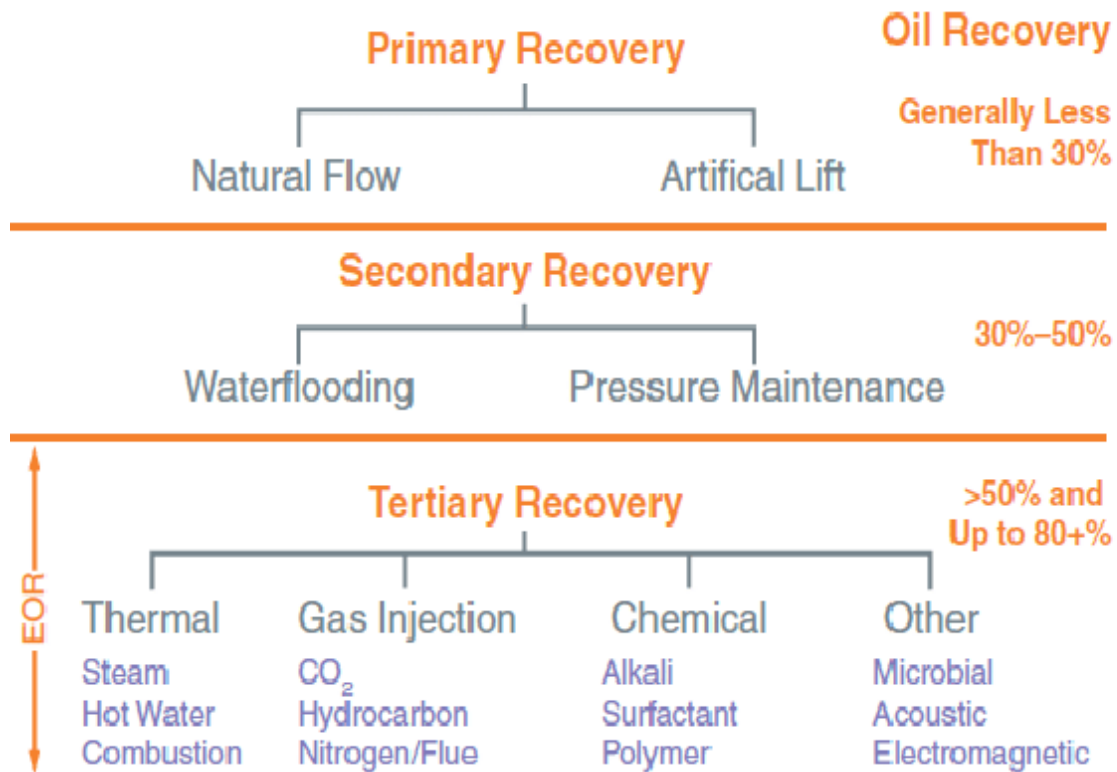 Oil Recovery
Primary Recovery
Generally Less
Than 30%
Natural Flow
Artifical Lift
Secondary Recovery
30%–50%
Waterflooding
Pressure Maintenance
EOR
Tertiary Recovery
>50% and
Up to 80+%
Thermal
Steam
Hot Water
Combustion
Gas Injection
CO₂
Hydrocarbon
Nitrogen/Flue
Chemical
Alkali
Surfactant
Polymer
Other
Microbial
Acoustic
Electromagnetic